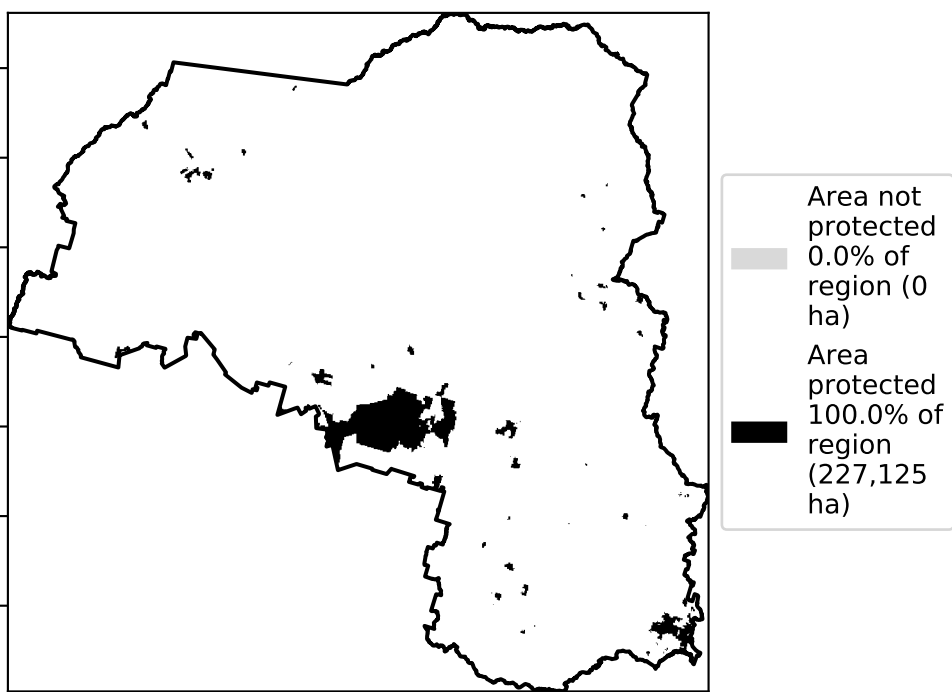 Area not
protected
0.0% of
region (0
ha)
Area
protected
100.0% of
region
(227,125
ha)